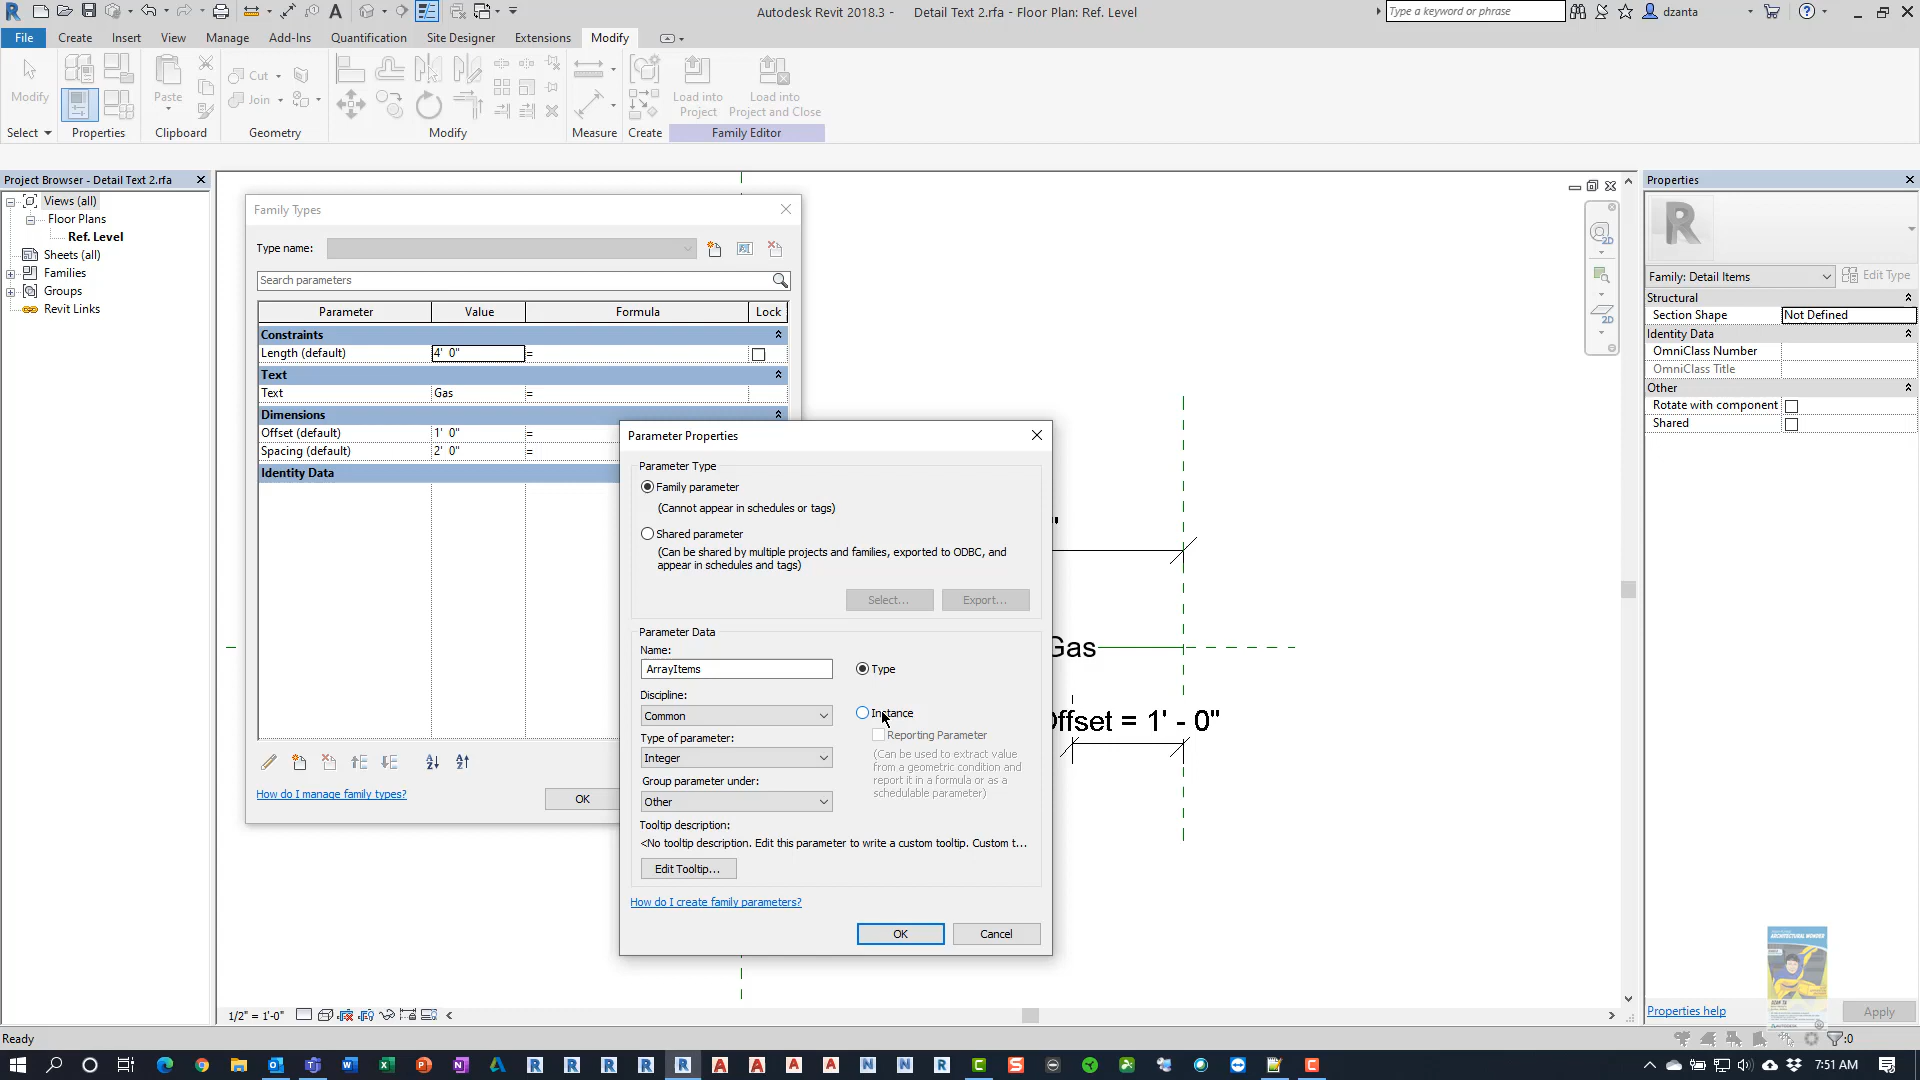 Autodesk Revit 2018.3 - Detail Text 2.rfa - Floor Plan: Ref. Level
Type a keyword or phrase
dzanta
File Create Insert View Manage Add-Ins Quantification Site Designer Extensions Modify
Modify
Paste
Cut
Join
Load into Project
Load into Project and Close
Select Properties Clipboard Geometry Modify Measure Create Family Editor
Project Browser - Detail Text 2.rfa
Views (all)
Floor Plans
Ref. Level
Sheets (all)
Families
Groups
Revit Links
Family Types
Type name:
Search parameters
Parameter Value Formula Lock
Constraints
Length (default) 4' 0" =
Text
Text Gas =
Dimensions
Offset (default) 1' 0" =
Spacing (default) 2' 0" =
Identity Data
How do I manage family types?
OK
Parameter Properties
Parameter Type
Family parameter
(Cannot appear in schedules or tags)
Shared parameter
(Can be shared by multiple projects and families, exported to ODBC, and
appear in schedules and tags)
Select... Export...
Parameter Data
Name:
ArrayItems
Type
Discipline:
Common
Instance
Reporting Parameter
Type of parameter:
Integer
(Can be used to extract value
from a geometric condition and
report it in a formula or as a
schedulable parameter)
Group parameter under:
Other
Tooltip description:
<No tooltip description. Edit this parameter to write a custom tooltip. Custom t...
Edit Tooltip...
How do I create family parameters?
OK Cancel
"
Gas
Offset = 1' - 0"
2D
2D
Properties
R
Family: Detail Items
Edit Type
Structural
Section Shape Not Defined
Identity Data
OmniClass Number
OmniClass Title
Other
Rotate with component
Shared
ARCHITECTURAL WONDER
Properties help
Apply
1/2" = 1'-0"
Ready
:0
7:51 AM